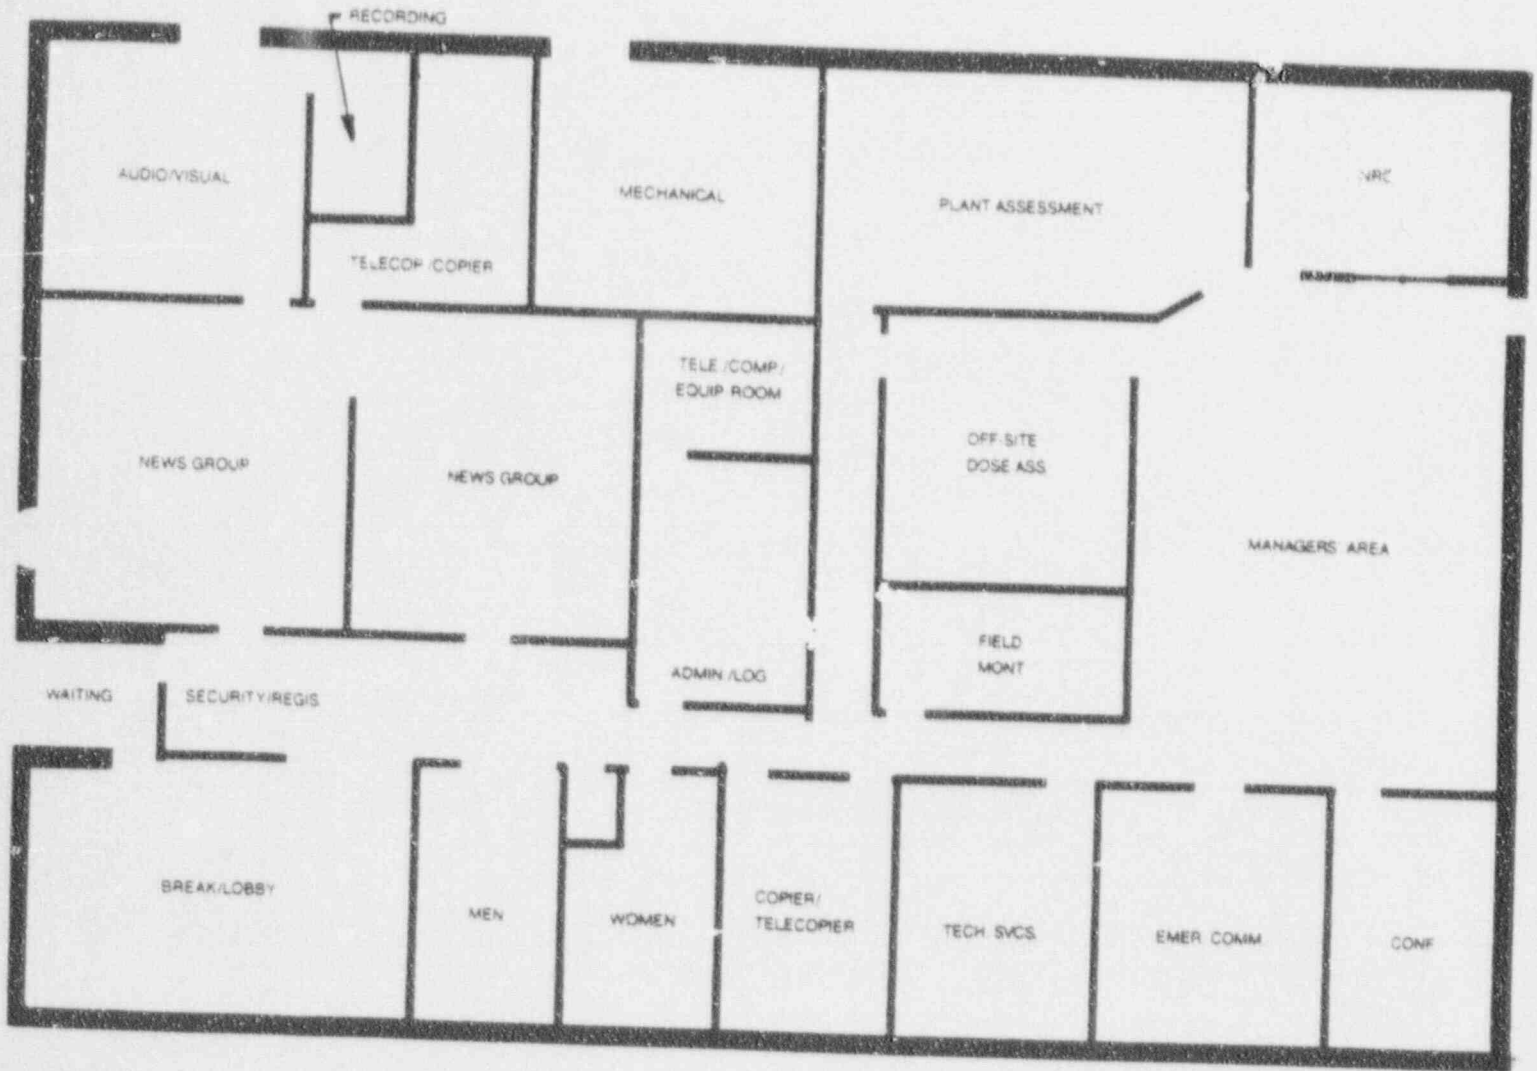 RECORDING
AUDIO/VISUAL
TELECOP /COPIER
MECHANICAL
PLANT ASSESSMENT
NRC
TELE /COMP/
EQUIP ROOM
NEWS GROUP
NEWS GROUP
OFF-SITE
DOSE ASS.
MANAGERS' AREA
FIELD
MONT
ADMIN /LOG
WAITING
SECURITY/REGIS
BREAK/LOBBY
MEN
WOMEN
COPIER/
TELECOPIER
TECH. SVCS.
EMER. COMM.
CONF